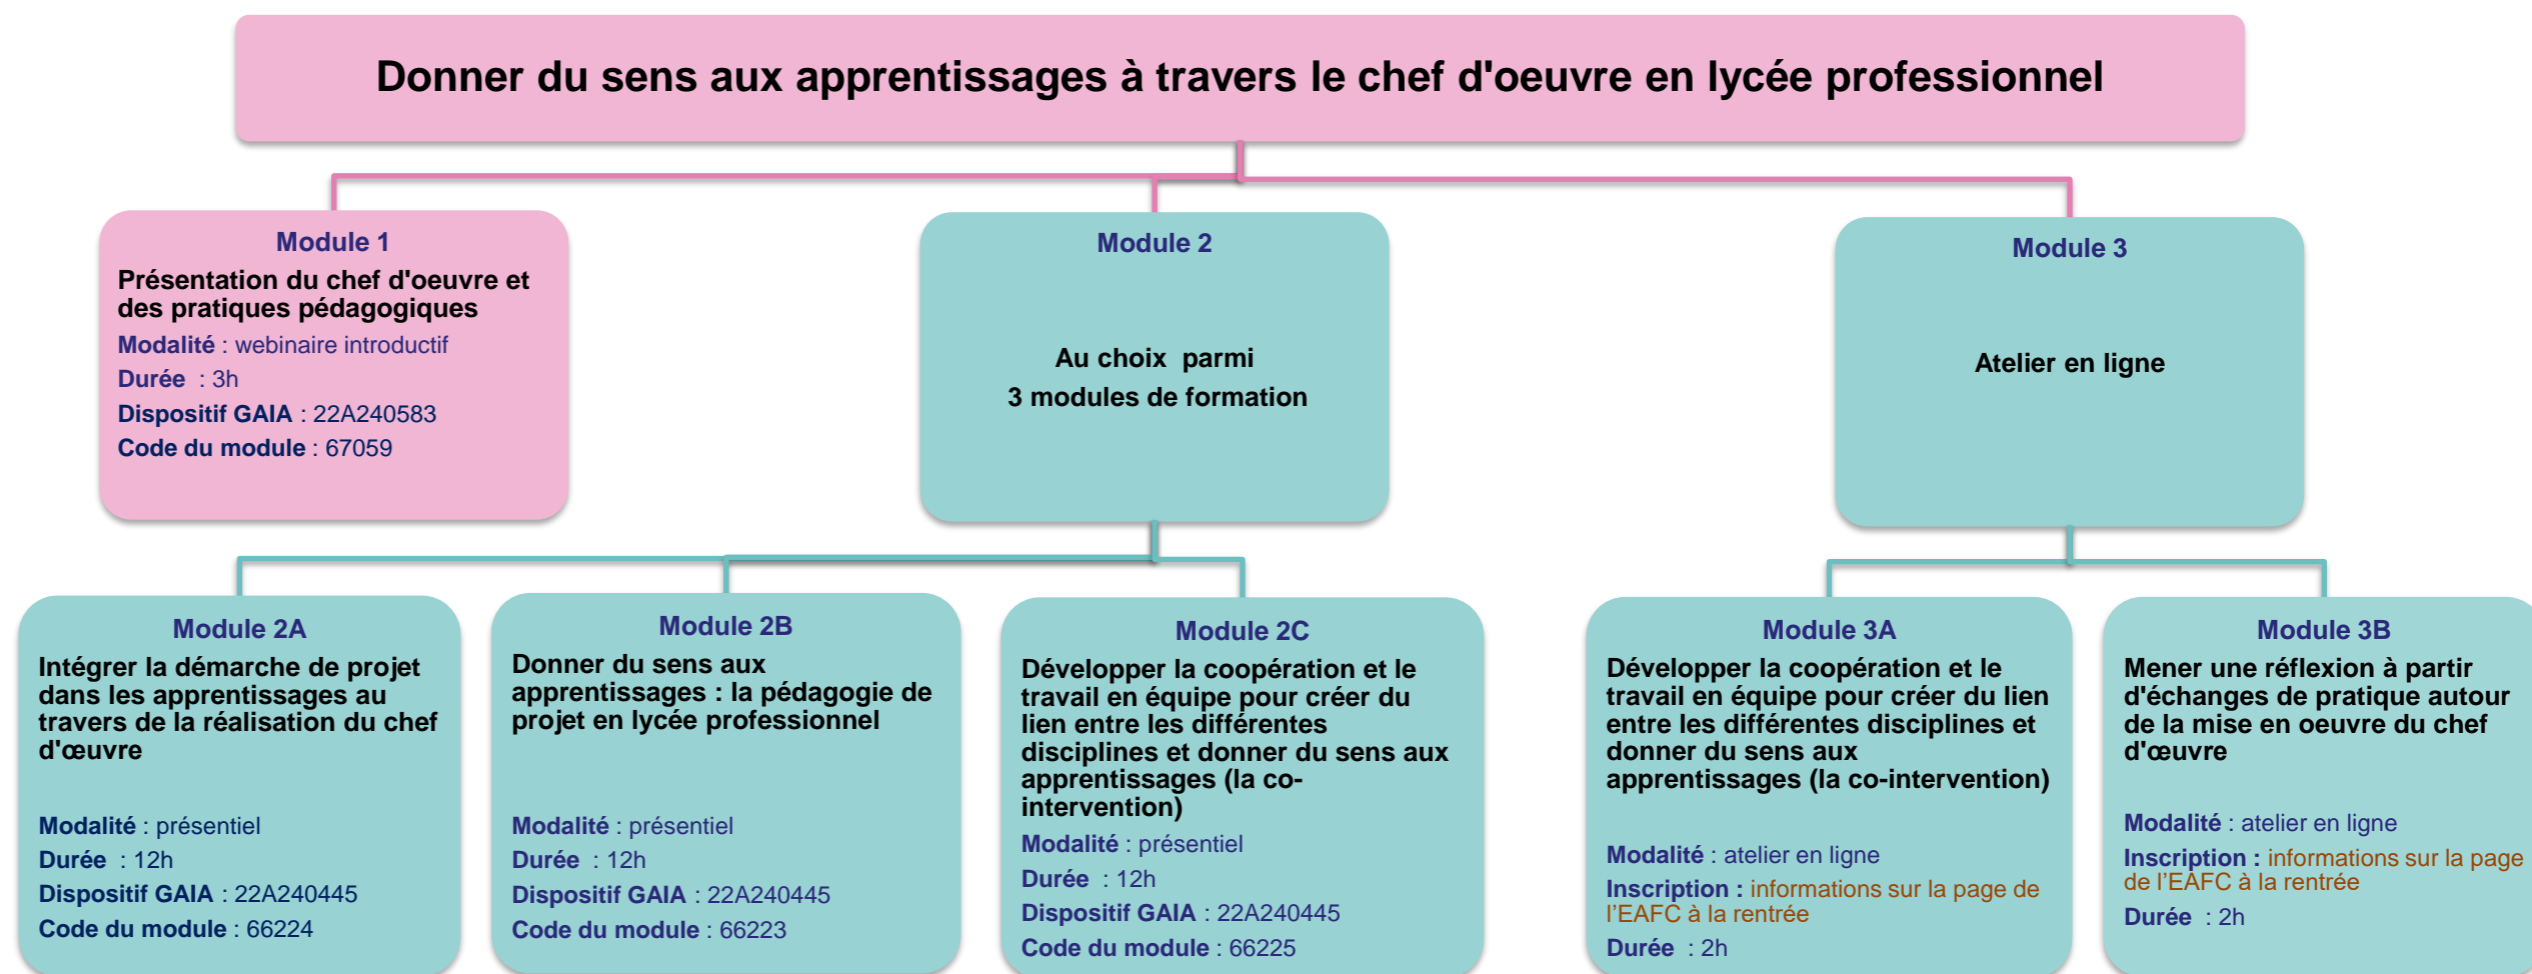 Donner du sens aux apprentissages à travers le chef d'oeuvre en lycée professionnel
Module 1
Présentation du chef d'oeuvre et
des pratiques pédagogiques
Modalité : webinaire introductif
Durée : 3h
Dispositif GAIA : 22A240583
Code du module : 67059
Module 2
Au choix parmi
3 modules de formation
Module 3
Atelier en ligne
Module 2A
Intégrer la démarche de projet
dans les apprentissages au
travers de la réalisation du chef
d'œuvre
Modalité : présentiel
Durée : 12h
Dispositif GAIA : 22A240445
Code du module : 66224
Module 2B
Donner du sens aux
apprentissages : la pédagogie de
projet en lycée professionnel
Modalité : présentiel
Durée : 12h
Dispositif GAIA : 22A240445
Code du module : 66223
Module 2C
Développer la coopération et le
travail en équipe pour créer du
lien entre les différentes
disciplines et donner du sens aux
apprentissages (la co-
intervention)
Modalité : présentiel
Durée : 12h
Dispositif GAIA : 22A240445
Code du module : 66225
Module 3A
Développer la coopération et le
travail en équipe pour créer du lien
entre les différentes disciplines et
donner du sens aux
apprentissages (la co-intervention)
Modalité : atelier en ligne
Inscription : informations sur la page de
l’EAFC à la rentrée
Durée : 2h
Module 3B
Mener une réflexion à partir
d'échanges de pratique autour
de la mise en oeuvre du chef
d'œuvre
Modalité : atelier en ligne
Inscription : informations sur la page
de l’EAFC à la rentrée
Durée : 2h